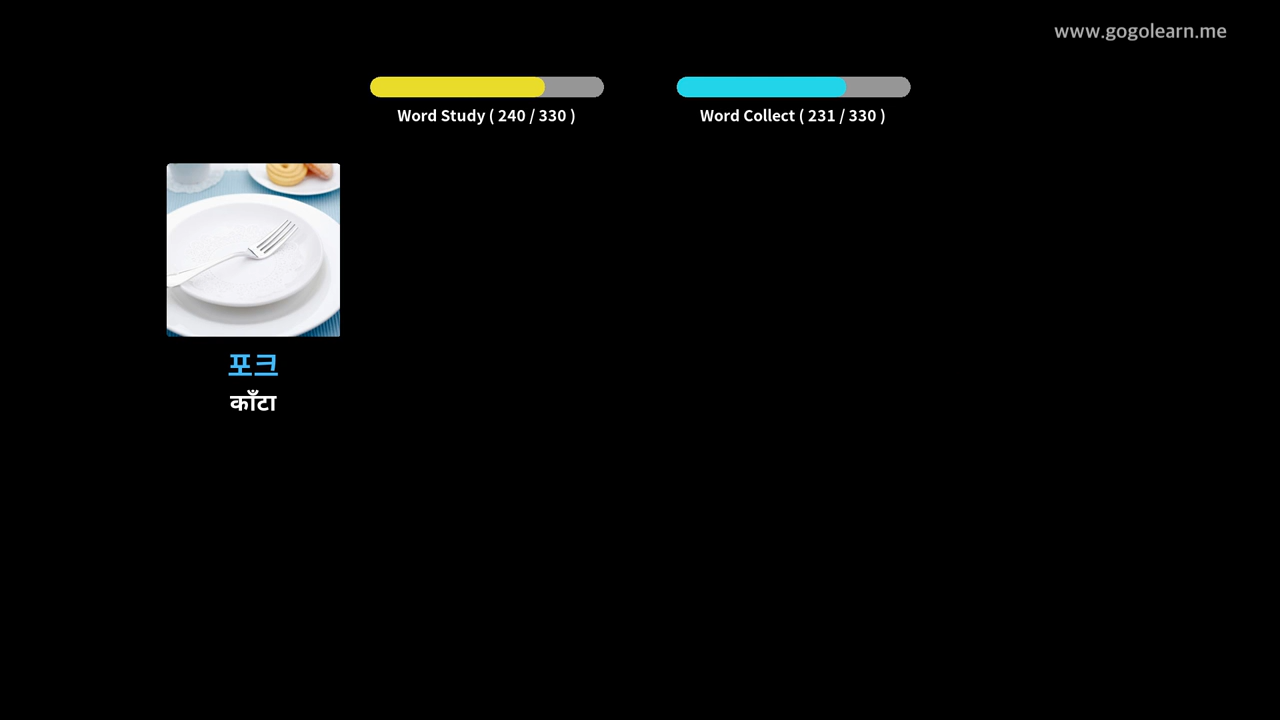 www.gogolearn.me
Word Study ( 240 / 330 )
Word Collect ( 231 / 330 )
포크
काँटा